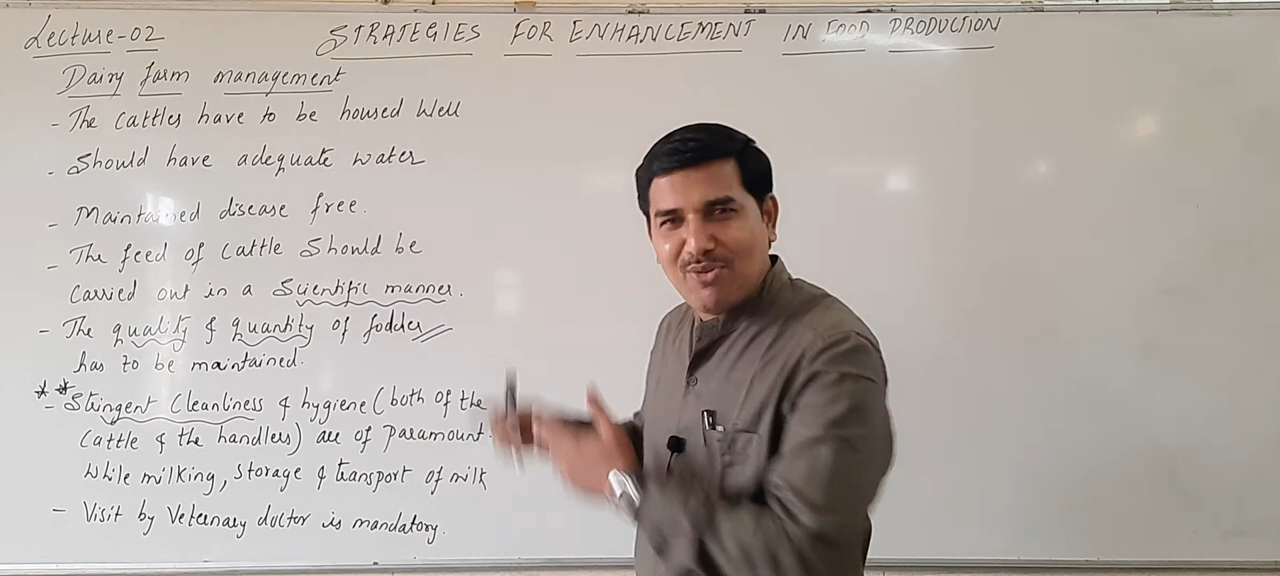 Lecture-02
STRATEGIES FOR ENHANCEMENT IN FOOD PRODUCTION
Dairy farm management
- The Cattles have to be housed well
- Should have adequate water
- Maintained disease free.
- The feed of Cattle Should be
Carried out in a Scientific manner.
- The quality & quantity of fodder
has to be maintained.
** - Stringent Cleanliness & hygiene (both of the
Cattle & the handlers) are of Paramount.
While milking, Storage & transport of milk
- Visit by Veternary doctor is mandatory.